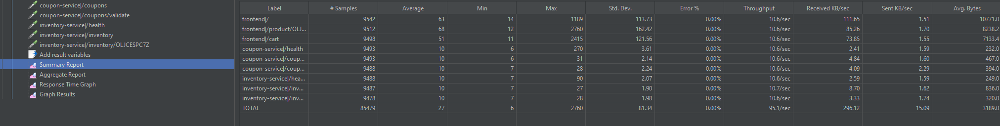 coupon-service|/coupons
coupon-service|/coupons/validate
inventory-service|/health
inventory-service|/inventory
inventory-service|/inventory/OLJCESPC7Z
Add result variables
Summary Report
Aggregate Report
Response Time Graph
Graph Results
Label # Samples Average Min Max Std. Dev. Error % Throughput Received KB/sec Sent KB/sec Avg. Bytes
frontend|/ 9542 63 14 1189 113.73 0.00% 10.6/sec 111.65 1.51 10771.0
frontend|/product/OLJ... 9512 68 12 2760 162.42 0.00% 10.6/sec 85.26 1.70 8238.2
frontend|/cart 9498 51 11 2415 121.56 0.00% 10.6/sec 73.85 1.55 7133.4
coupon-service|/health 9493 10 6 270 3.61 0.00% 10.6/sec 2.41 1.59 232.0
coupon-service|/coup... 9493 10 6 31 2.14 0.00% 10.6/sec 4.84 1.60 467.0
coupon-service|/coup... 9488 10 7 28 2.24 0.00% 10.6/sec 4.09 2.29 394.0
inventory-service|/hea... 9488 10 7 90 2.07 0.00% 10.6/sec 2.59 1.59 249.0
inventory-service|/inv... 9487 10 7 27 1.90 0.00% 10.7/sec 8.70 1.62 836.0
inventory-service|/inv... 9478 10 7 28 1.98 0.00% 10.6/sec 3.33 1.74 320.0
TOTAL 85479 27 6 2760 81.34 0.00% 95.1/sec 296.12 15.09 3189.0